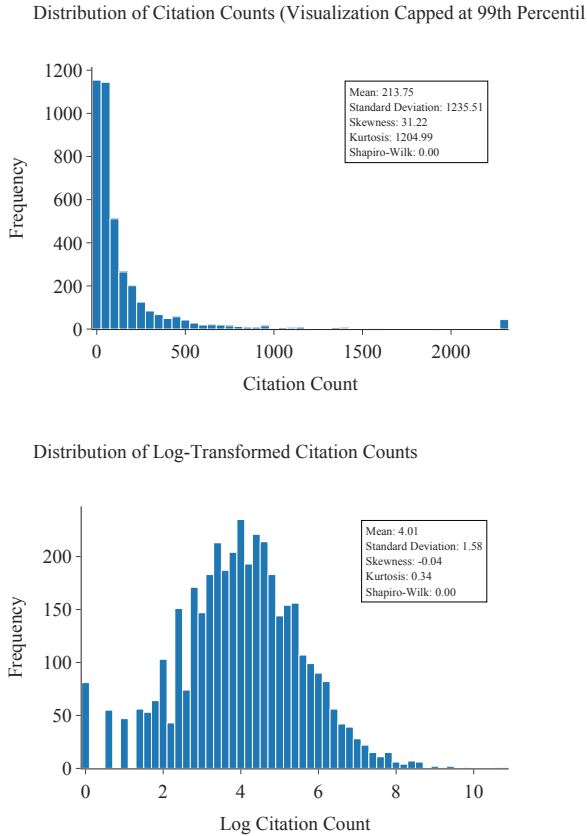 Distribution of Citation Counts (Visualization Capped at 99th Percentil
1200
1000
800
600
400
200
0
Frequency
Mean: 213.75
Standard Deviation: 1235.51
Skewness: 31.22
Kurtosis: 1204.99
Shapiro-Wilk: 0.00
0 500 1000 1500 2000
Citation Count
Distribution of Log-Transformed Citation Counts
200
150
100
50
0
Frequency
Mean: 4.01
Standard Deviation: 1.58
Skewness: -0.04
Kurtosis: 0.34
Shapiro-Wilk: 0.00
0 2 4 6 8 10
Log Citation Count